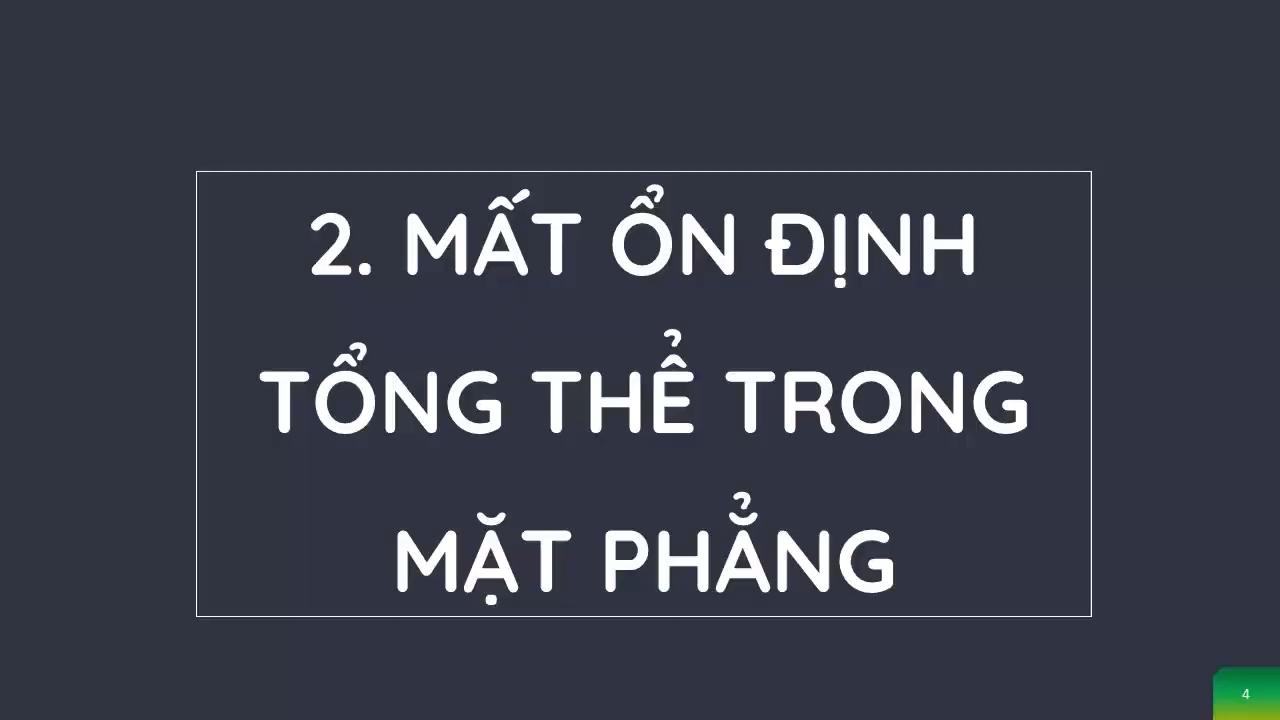 2. MẤT ỔN ĐỊNH
TỔNG THỂ TRONG
MẶT PHẲNG
4